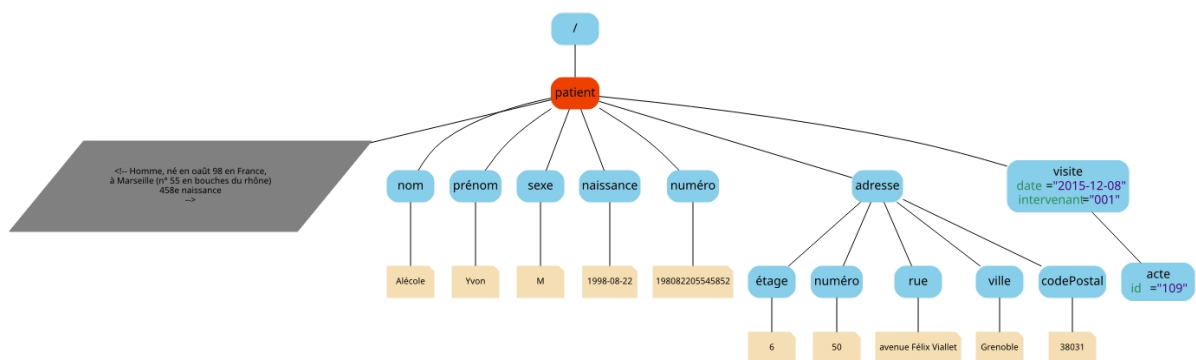 /
patient
<!-- Homme, né en oaût 98 en France,
à Marseille (n° 55 en bouches du rhône)
458e naissance
-->
nom
prénom
sexe
naissance
numéro
adresse
visite
date ="2015-12-08"
intervenant="001"
Alécole
Yvon
M
1998-08-22
198082205545852
étage
numéro
rue
ville
codePostal
acte
id ="109"
6
50
avenue Félix Viallet
Grenoble
38031